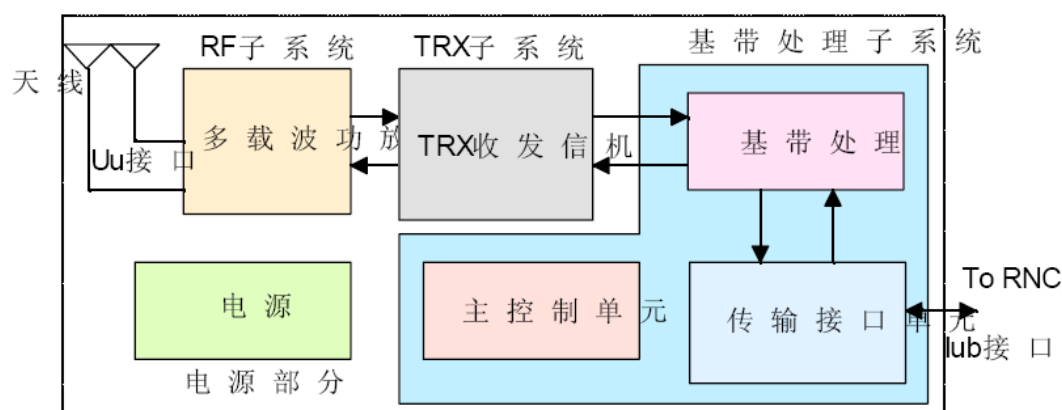 RF子系统
TRX子系统
基带处理子系统
天线
多载波功放
TRX收发信机
基带处理
Uu接口
电源
主控制单元
传输接口单元
To RNC
Iub接口
电源部分